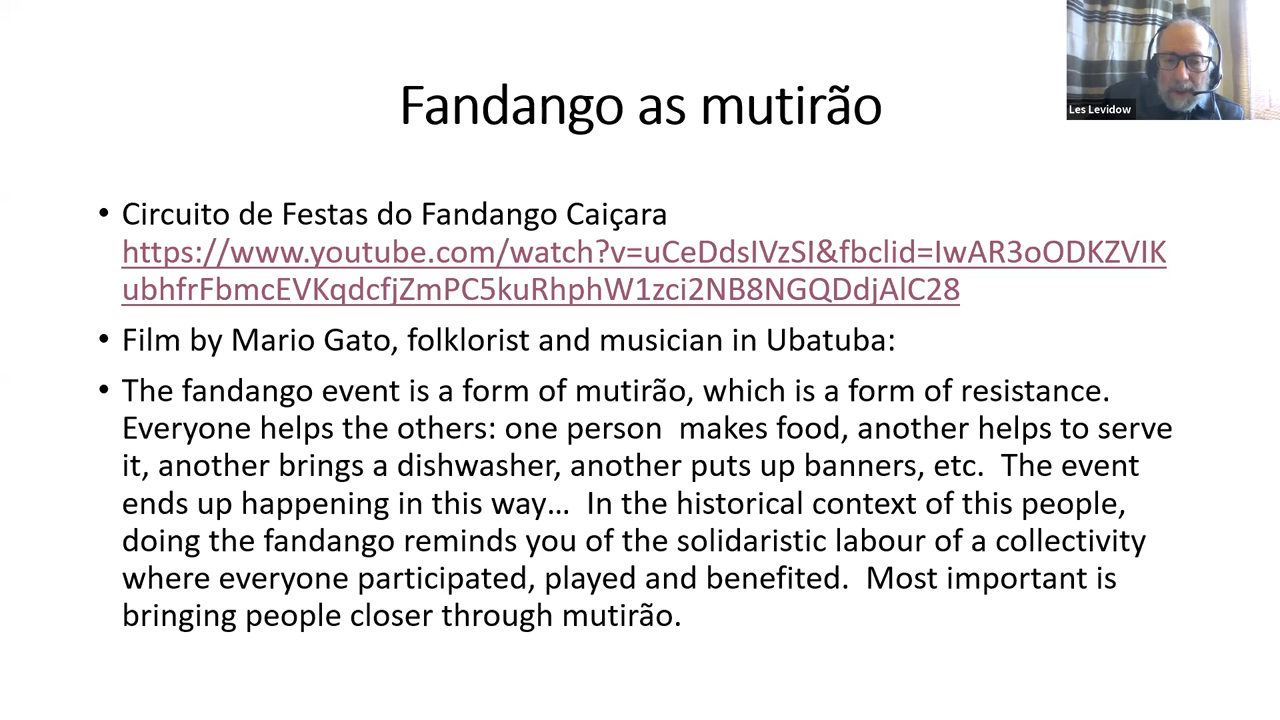 Fandango as mutirão
Les Levidow
• Circuito de Festas do Fandango Caiçara
https://www.youtube.com/watch?v=uCeDdsIVzSI&fbclid=IwAR3oODKZVIK
ubhfrFbmcEVKqdcfjZmPC5kuRhphW1zci2NB8NGQDdjAlC28
• Film by Mario Gato, folklorist and musician in Ubatuba:
• The fandango event is a form of mutirão, which is a form of resistance.
Everyone helps the others: one person  makes food, another helps to serve
it, another brings a dishwasher, another puts up banners, etc.  The event
ends up happening in this way…  In the historical context of this people,
doing the fandango reminds you of the solidaristic labour of a collectivity
where everyone participated, played and benefited.  Most important is
bringing people closer through mutirão.